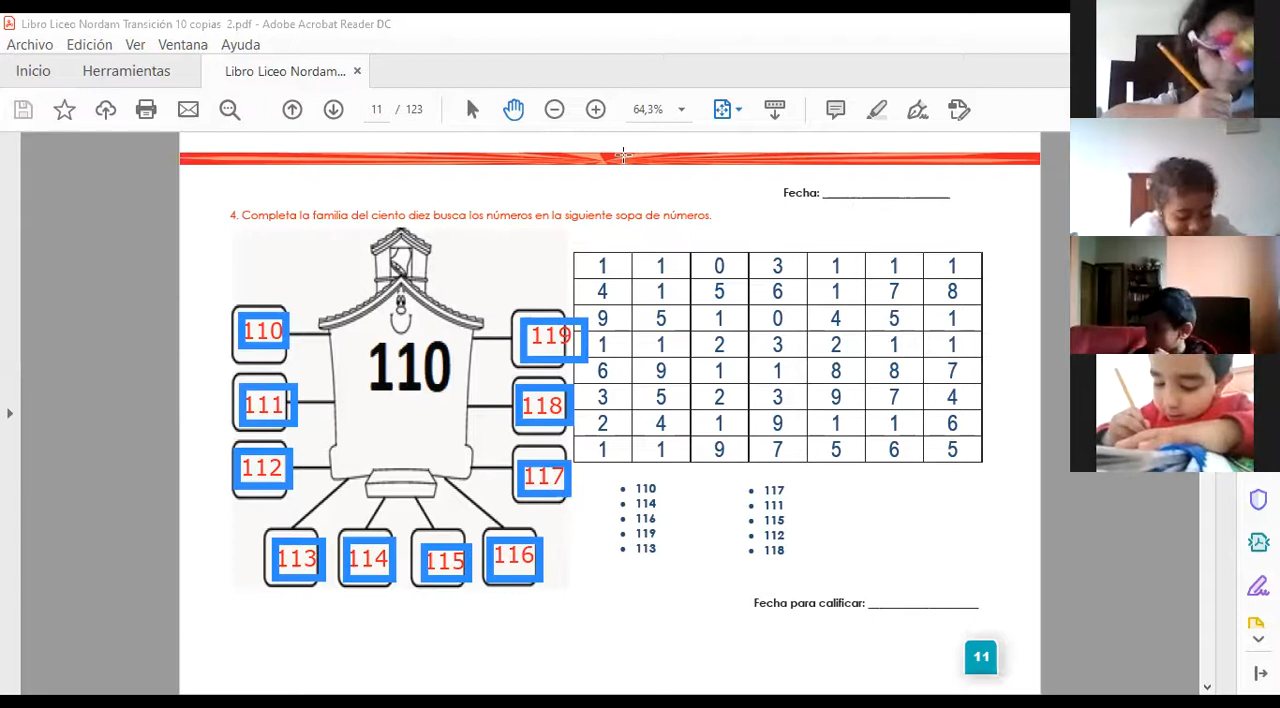 Libro Liceo Nordam Transición 10 copias 2.pdf - Adobe Acrobat Reader DC
Archivo Edición Ver Ventana Ayuda
Inicio Herramientas Libro Liceo Nordam... ×
11 / 123 64,3%
Fecha: ____________________
4. Completa la familia del ciento diez busca los números en la siguiente sopa de números.
110
110
111
112
113
114
115
116
117
118
119
1 1 0 3 1 1 1
4 1 5 6 1 7 8
9 5 1 0 4 5 1
1 1 2 3 2 1 1
6 9 1 1 8 8 7
3 5 2 3 9 7 4
2 4 1 9 1 1 6
1 1 9 7 5 6 5
• 110
• 114
• 116
• 119
• 113
• 117
• 111
• 115
• 112
• 118
Fecha para calificar: __________________
11